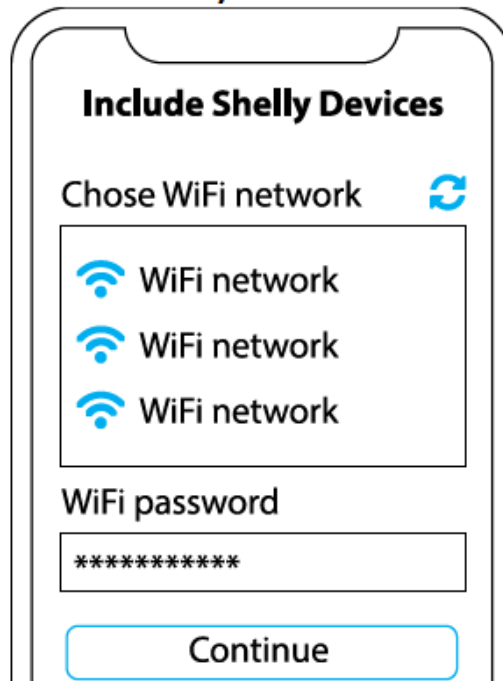 Include Shelly Devices
Chose WiFi network
WiFi network
WiFi network
WiFi network
WiFi password
***********
Continue